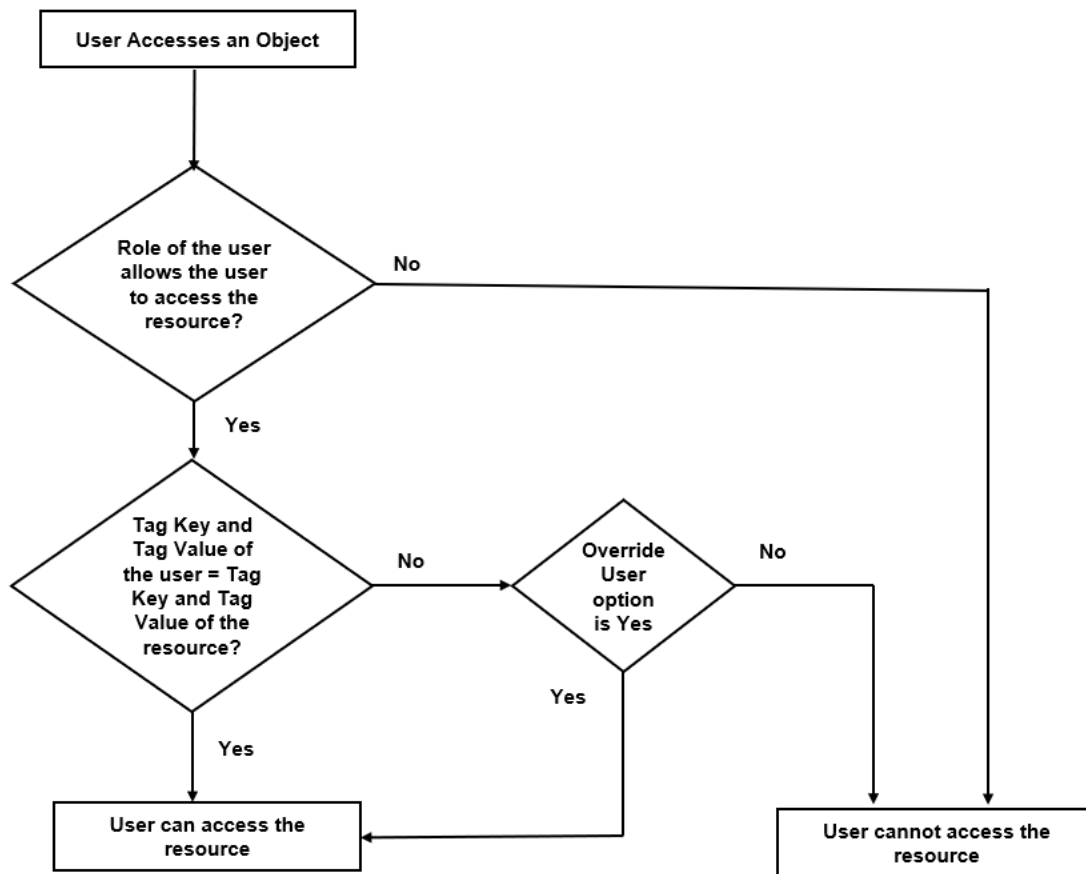 User Accesses an Object
Role of the user
allows the user
to access the
resource?
No
Yes
Tag Key and
Tag Value of
the user = Tag
Key and Tag
Value of the
resource?
No
Override
User
option
is Yes
No
Yes
Yes
User can access the
resource
User cannot access the
resource